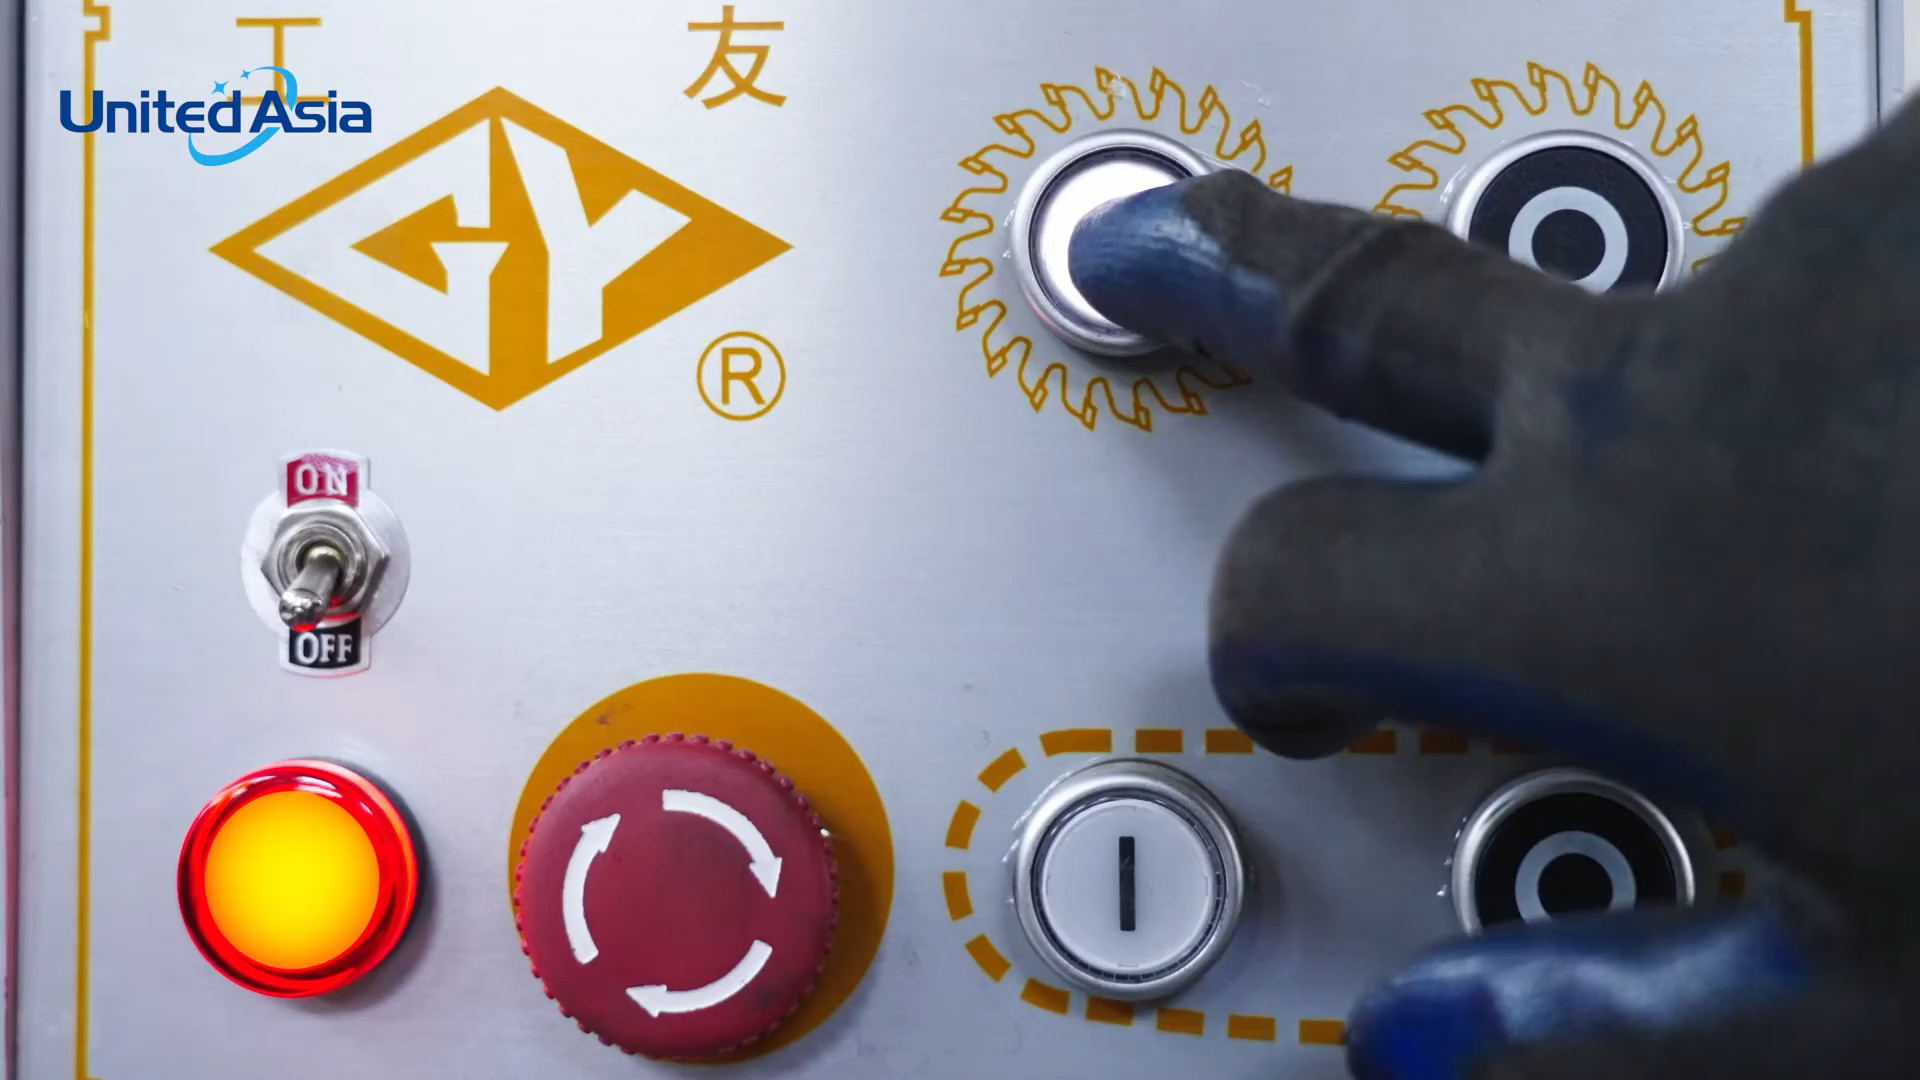 工 友
United Asia
GY
®
ON
OFF